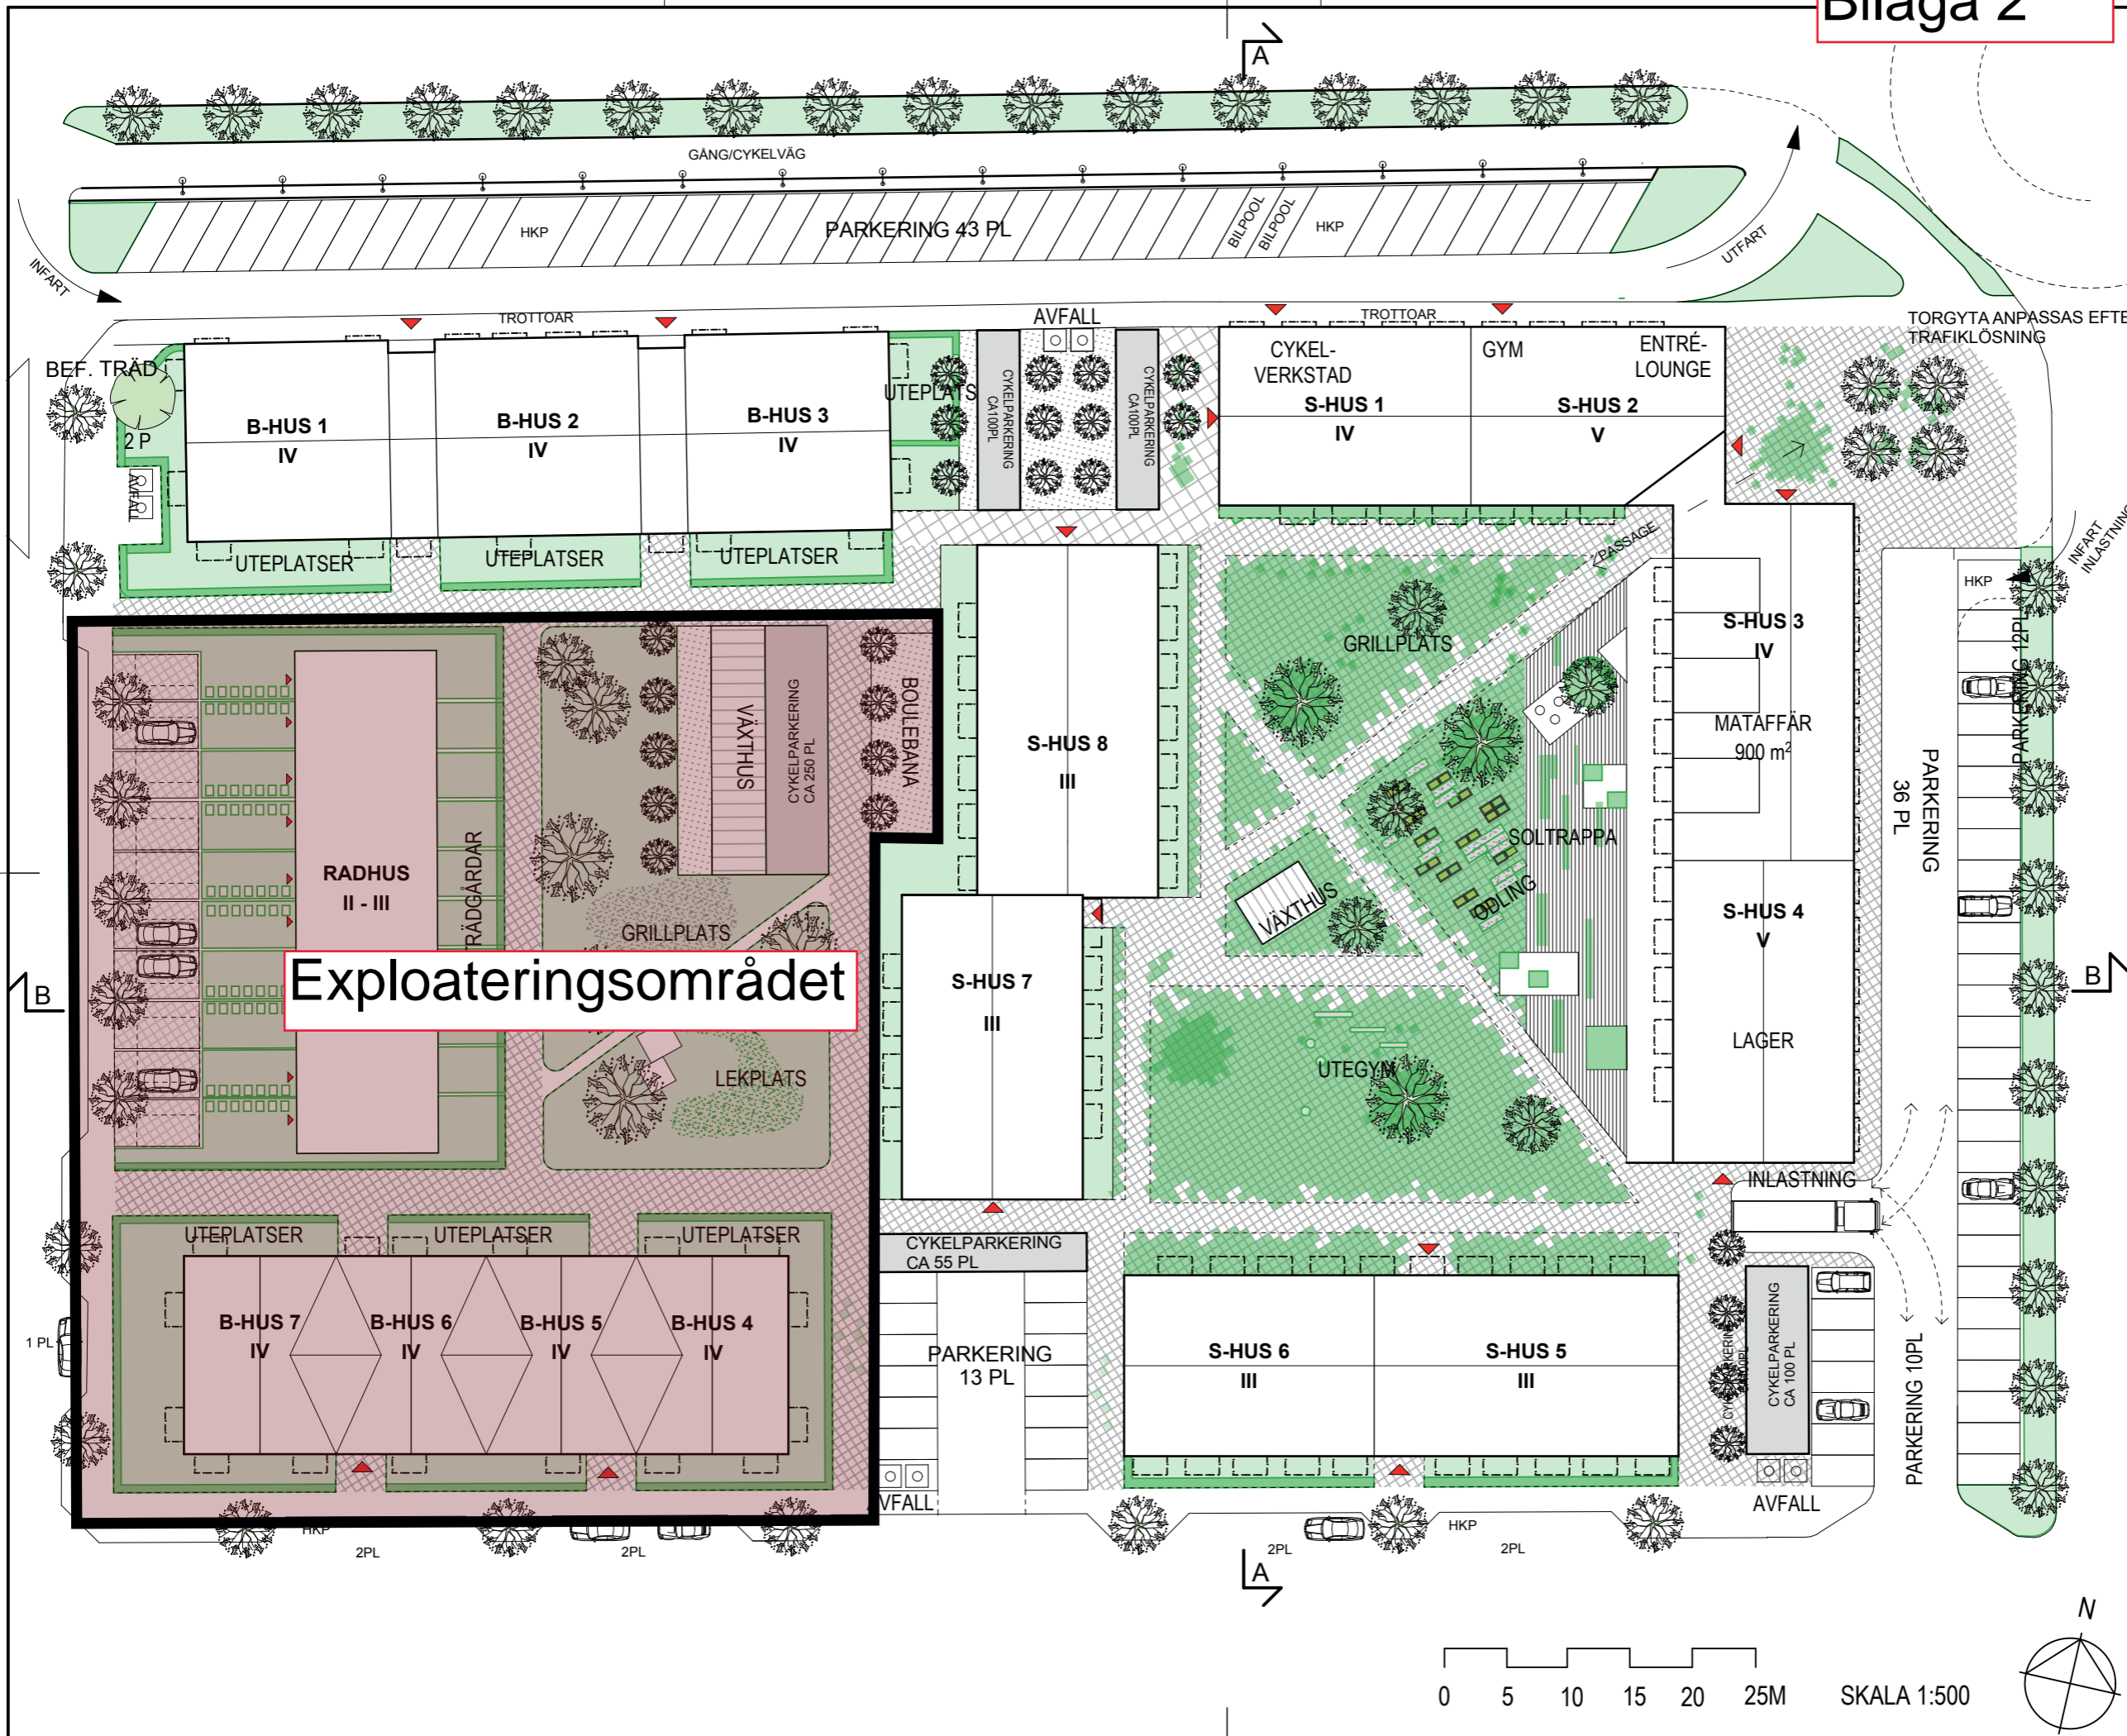 Bilaga 2
A
GÅNG/CYKELVÄG
HKP
PARKERING 43 PL
BILPOOL
BILPOOL
HKP
INFART
UTFART
TROTTOAR
AVFALL
TROTTOAR
TORGYTA ANPASSAS EFTE
TRAFIKLÖSNING
BEF. TRÄD
2 P
AVFALL
B-HUS 1
IV
B-HUS 2
IV
B-HUS 3
IV
UTEPLATS
CYKELPARKERING
CA100PL
CYKELPARKERING
CA100PL
CYKEL-
VERKSTAD
S-HUS 1
IV
GYM
ENTRÉ-
LOUNGE
S-HUS 2
V
UTEPLATSER
UTEPLATSER
UTEPLATSER
PASSAGE
INFART
INLASTNING
HKP
PARKERING 12PL
GRILLPLATS
S-HUS 3
IV
MATAFFÄR
900 m²
PARKERING
36 PL
S-HUS 8
III
BOULEBANA
VÄXTHUS
CYKELPARKERING
CA 250 PL
RADHUS
II - III
TRÄDGÅRDAR
GRILLPLATS
SOLTRAPPA
ODLING
VÄXTHUS
S-HUS 4
V
LAGER
B
Exploateringsområdet
S-HUS 7
III
B
LEKPLATS
UTEGYM
INLASTNING
UTEPLATSER
UTEPLATSER
UTEPLATSER
CYKELPARKERING
CA 55 PL
B-HUS 7
IV
B-HUS 6
IV
B-HUS 5
IV
B-HUS 4
IV
1 PL
PARKERING
13 PL
S-HUS 6
III
S-HUS 5
III
CYKELPARKERING
CA 100 PL
PARKERING 10PL
VFALL
AVFALL
HKP
2PL
2PL
2PL
HKP
2PL
A
N
0 5 10 15 20 25M
SKALA 1:500